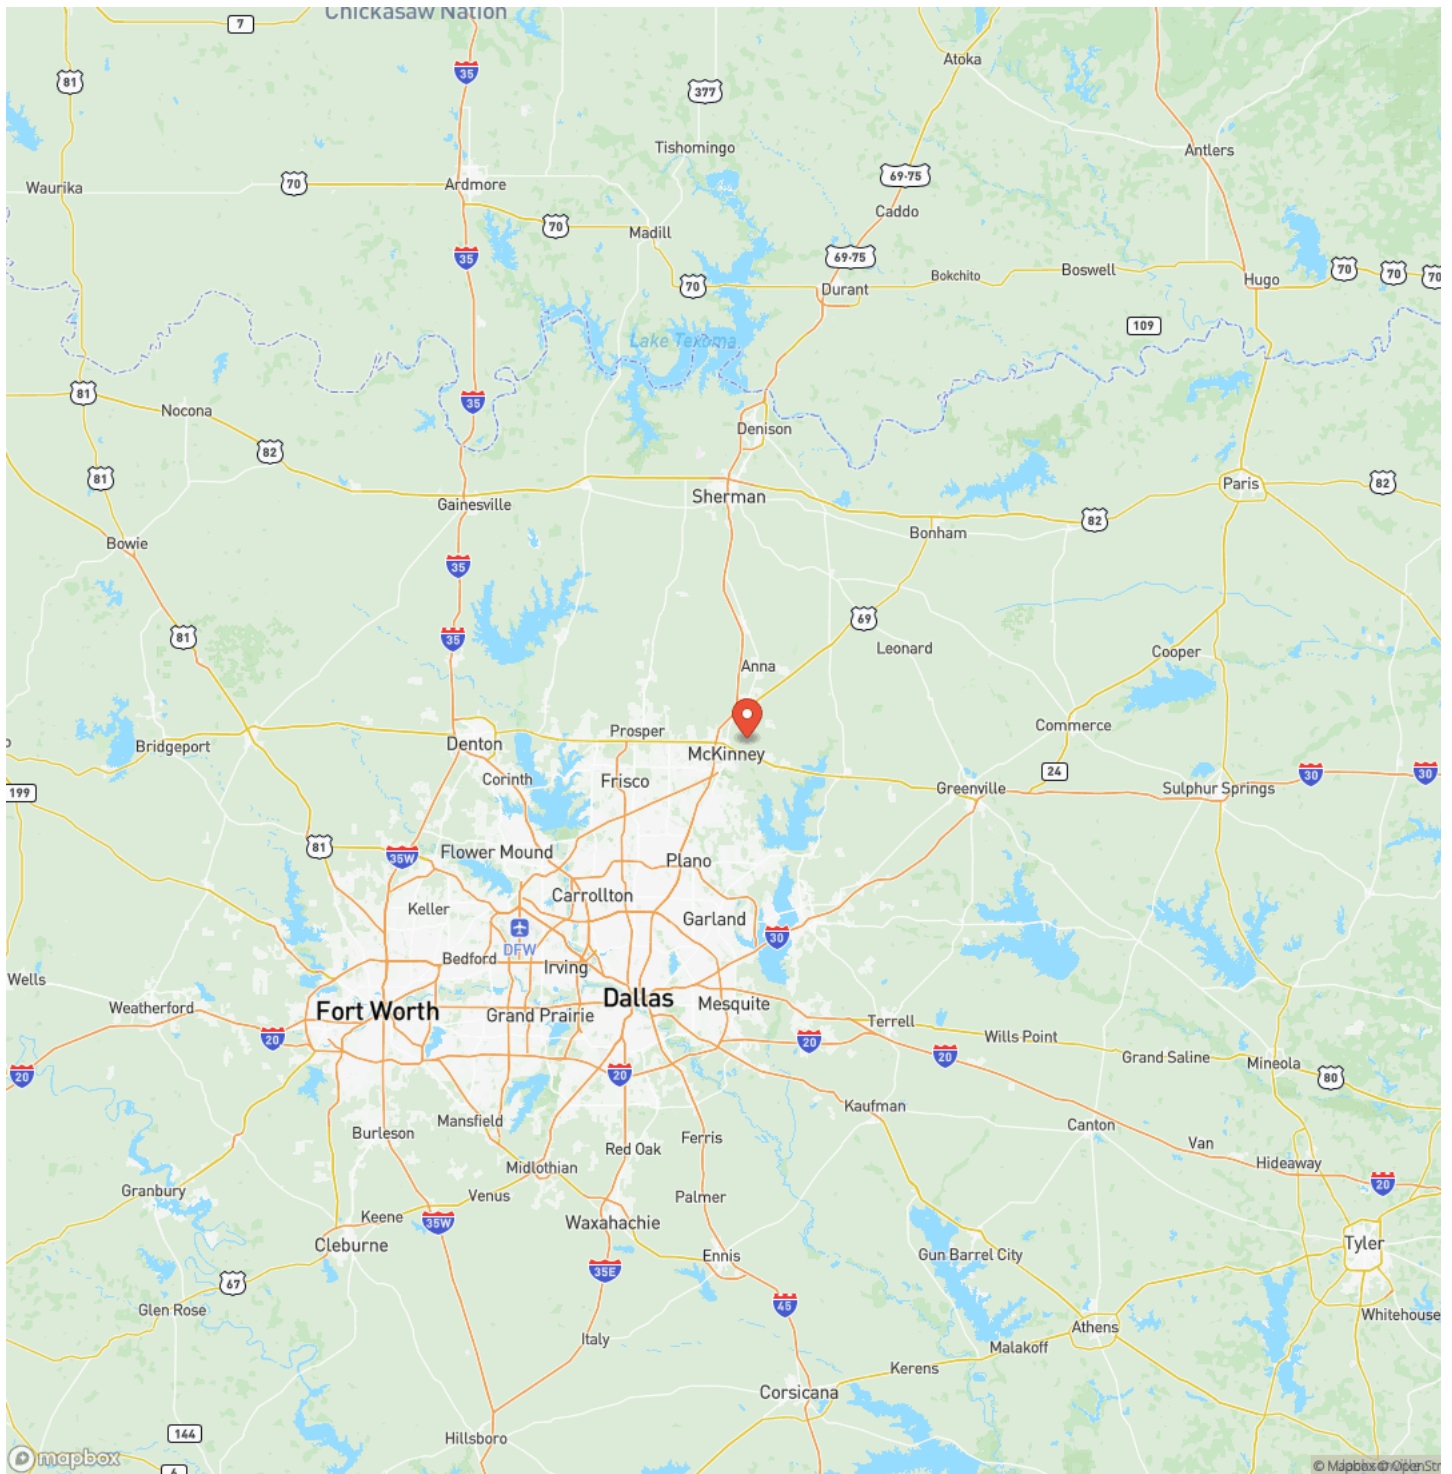 Chickasaw Nation
7
81
35
377
Atoka
Tishomingo
Antlers
Waurika
70
Ardmore
69-75
Caddo
70
Madill
35
69-75
70
Durant
Bokchito
Boswell
Hugo
70
70
70
109
Lake Texoma
81
Nocona
35
Denison
82
81
Gainesville
Sherman
Paris
82
82
Bowie
Bonham
35
69
81
35
Leonard
Cooper
Anna
Bridgeport
Denton
Prosper
McKinney
Commerce
199
Corinth
Frisco
24
Greenville
Sulphur Springs
30
30
81
35W
Flower Mound
Plano
Keller
Carrollton
Garland
DFW
30
Bedford
Irving
Wells
Weatherford
Fort Worth
Dallas
Grand Prairie
Mesquite
Terrell
20
20
Wills Point
20
20
20
Grand Saline
Mineola
80
Mansfield
Kaufman
Burleson
Ferris
Canton
Red Oak
Van
Midlothian
Hideaway
20
Granbury
Venus
Palmer
Keene
35W
Waxahachie
Cleburne
Ennis
Gun Barrel City
Tyler
67
35E
Glen Rose
45
Whitehouse
Italy
Athens
Malakoff
Kerens
Corsicana
144
Hillsboro
mapbox
6
© Mapbox © OpenStr